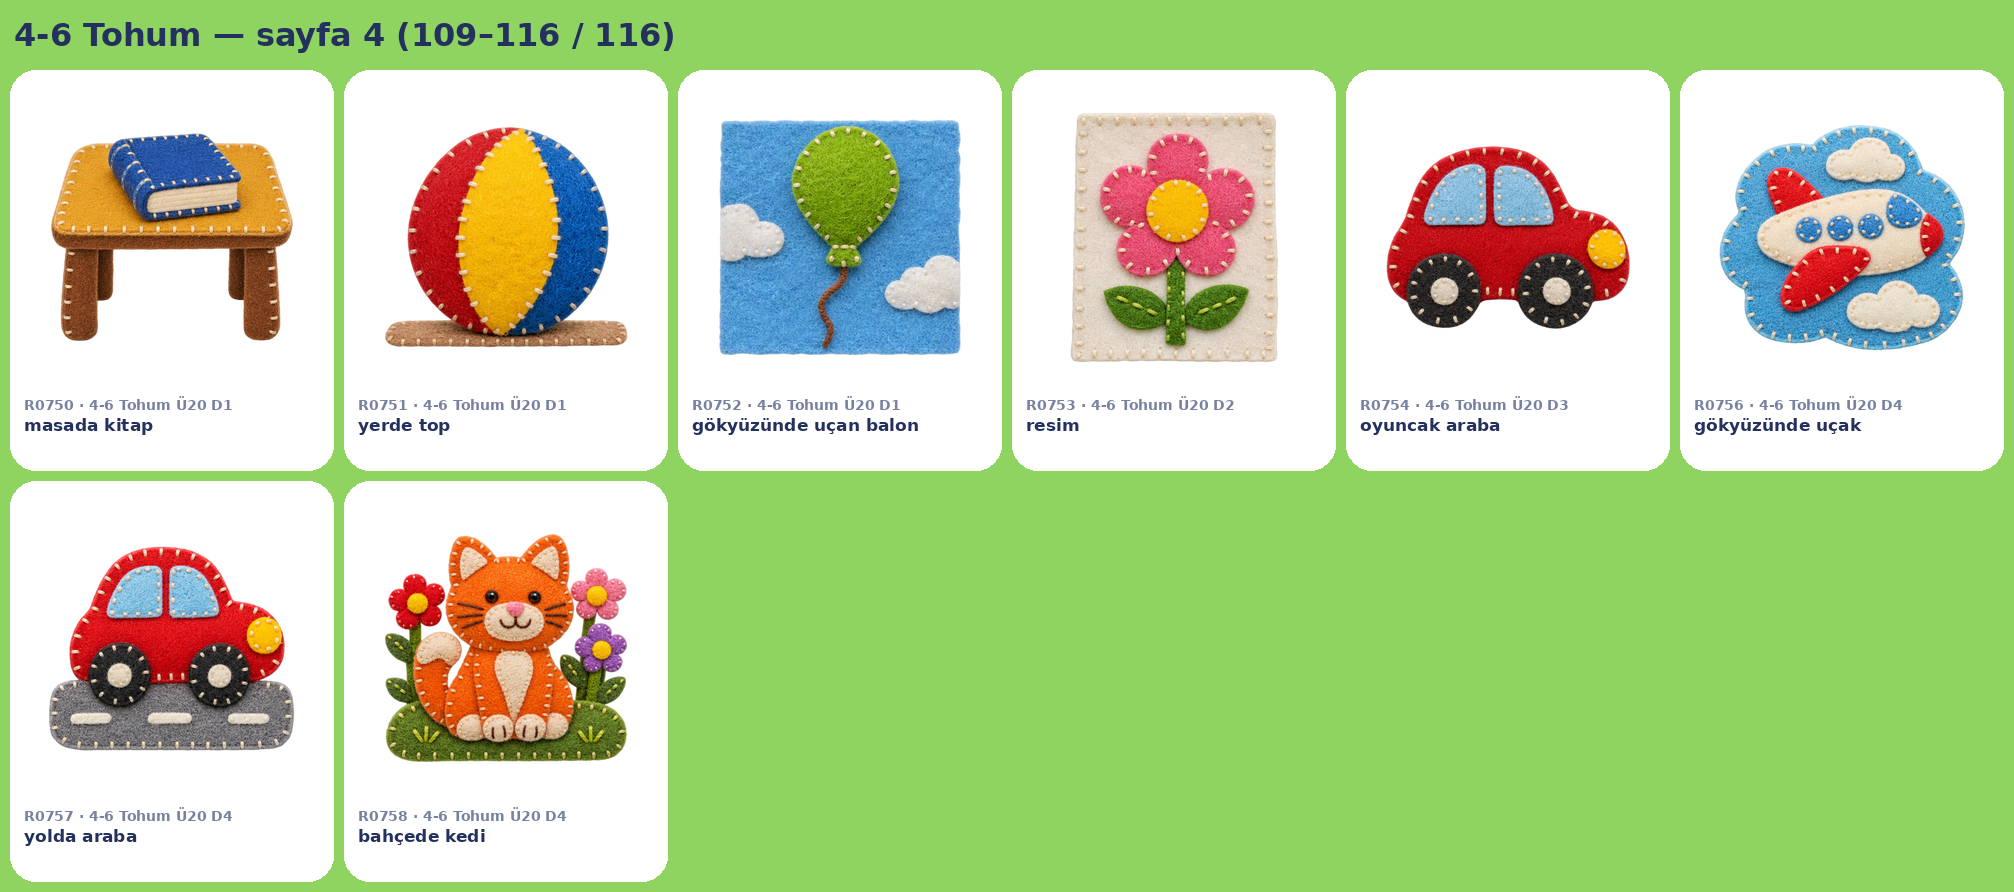 4-6 Tohum — sayfa 4 (109–116 / 116)
R0750 · 4-6 Tohum Ü20 D1
masada kitap
R0751 · 4-6 Tohum Ü20 D1
yerde top
R0752 · 4-6 Tohum Ü20 D1
gökyüzünde uçan balon
R0753 · 4-6 Tohum Ü20 D2
resim
R0754 · 4-6 Tohum Ü20 D3
oyuncak araba
R0756 · 4-6 Tohum Ü20 D4
gökyüzünde uçak
R0757 · 4-6 Tohum Ü20 D4
yolda araba
R0758 · 4-6 Tohum Ü20 D4
bahçede kedi